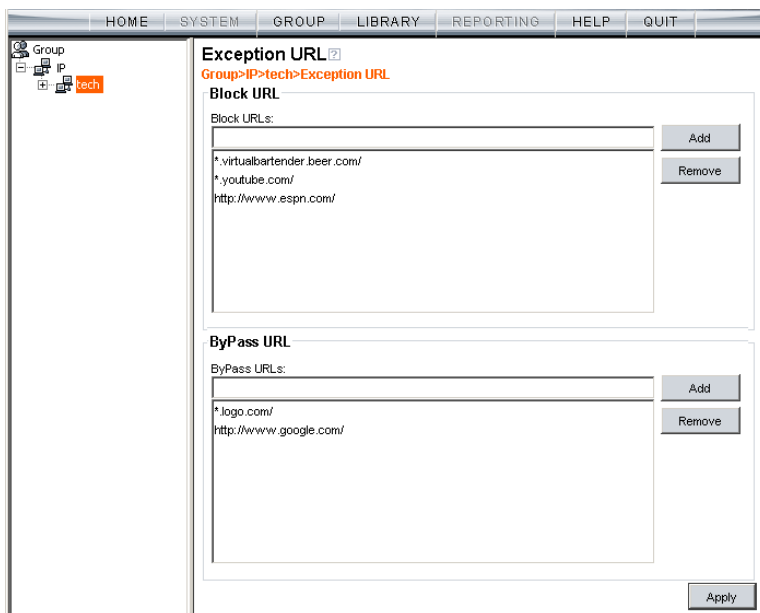 HOME SYSTEM GROUP LIBRARY REPORTING HELP QUIT
Group
IP
tech
Exception URL ?
Group>IP>tech>Exception URL
Block URL
Block URLs:
Add
*.virtualbartender.beer.com/
*.youtube.com/
http://www.espn.com/
Remove
ByPass URL
ByPass URLs:
Add
*.logo.com/
http://www.google.com/
Remove
Apply